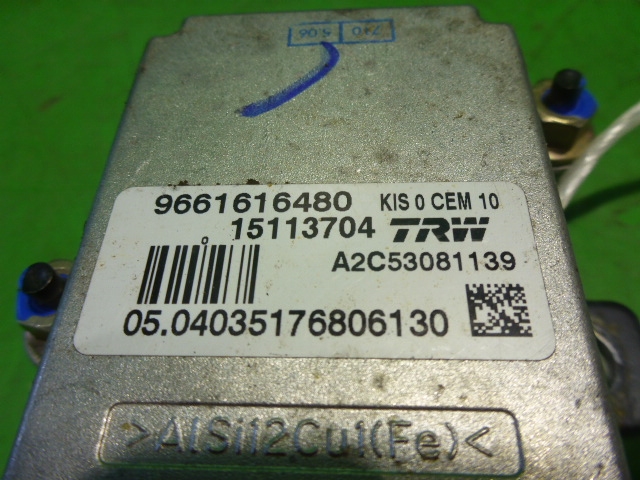 9661616480 KIS 0 CEM 10
15113704 TRW
A2C53081139
05.04035176806130
>AlSi12Cu1(Fe)<